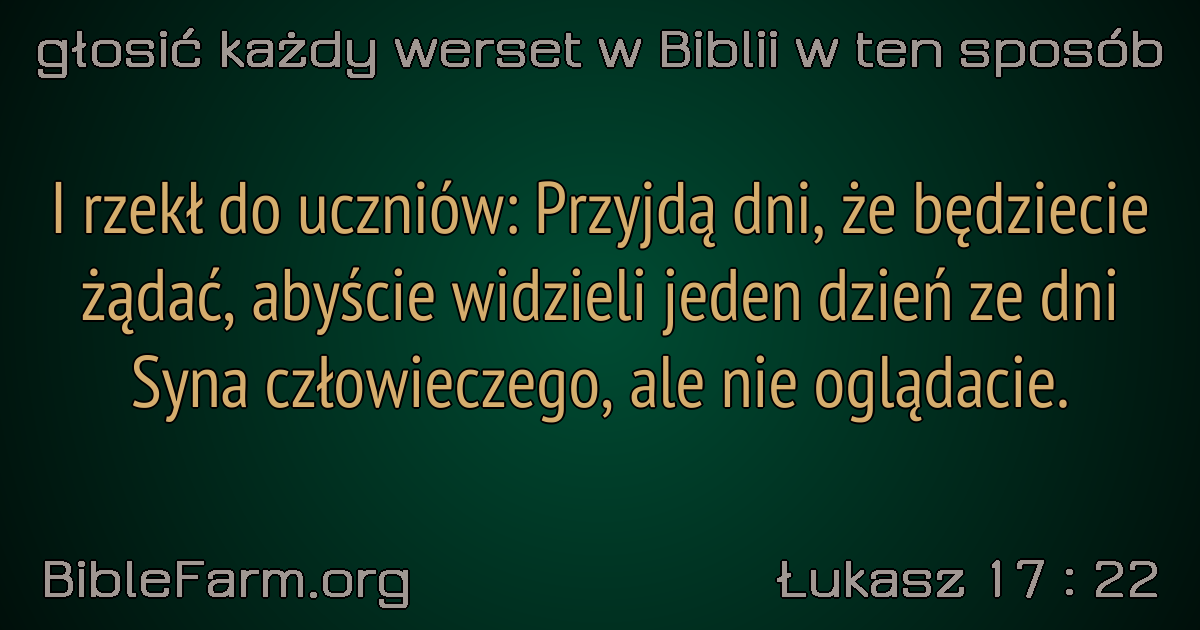 głosić każdy werset w Biblii w ten sposób
I rzekł do uczniów: Przyjdą dni, że będziecie
żądać, abyście widzieli jeden dzień ze dni
Syna człowieczego, ale nie oglądacie.
BibleFarm.org
Łukasz 17 : 22